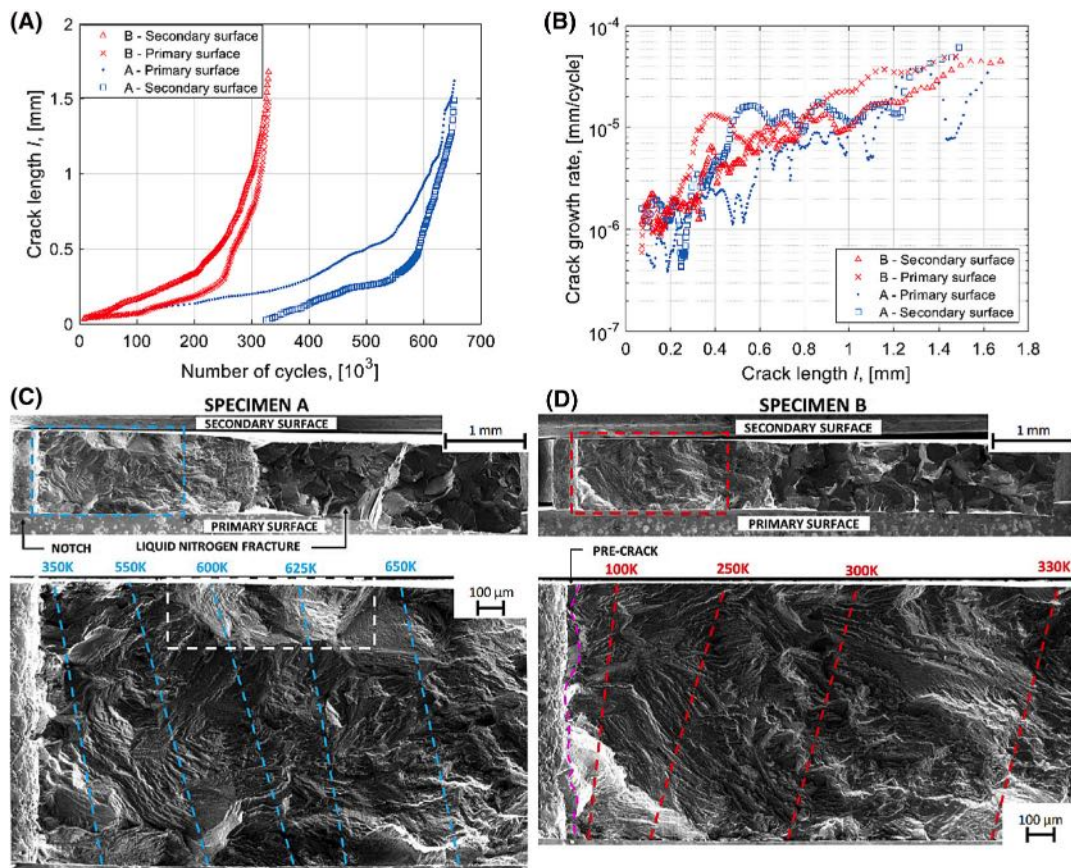 (A)
2
1.5
1
0.5
0
Crack length l, [mm]
B - Secondary surface
B - Primary surface
A - Primary surface
A - Secondary surface
0 100 200 300 400 500 600 700
Number of cycles, [10³]
(B)
10⁻⁴
10⁻⁵
10⁻⁶
10⁻⁷
Crack growth rate, [mm/cycle]
B - Secondary surface
B - Primary surface
A - Primary surface
A - Secondary surface
0 0.2 0.4 0.6 0.8 1 1.2 1.4 1.6 1.8
Crack length l, [mm]
(C)
SPECIMEN A
SECONDARY SURFACE
1 mm
PRIMARY SURFACE
NOTCH
LIQUID NITROGEN FRACTURE
350K 550K 600K 625K 650K
100 µm
(D)
SPECIMEN B
SECONDARY SURFACE
1 mm
PRIMARY SURFACE
PRE-CRACK
100K 250K 300K 330K
100 µm